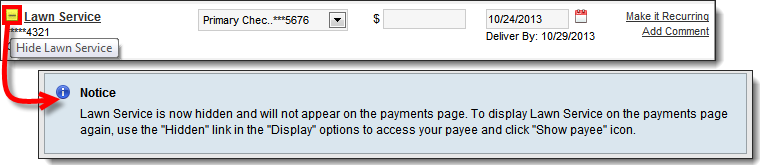 Lawn Service
Primary Chec..***5676
$
10/24/2013
Make it Recurring
****4321
Deliver By: 10/29/2013
Add Comment
Hide Lawn Service
Notice
Lawn Service is now hidden and will not appear on the payments page. To display Lawn Service on the payments page
again, use the "Hidden" link in the "Display" options to access your payee and click "Show payee" icon.